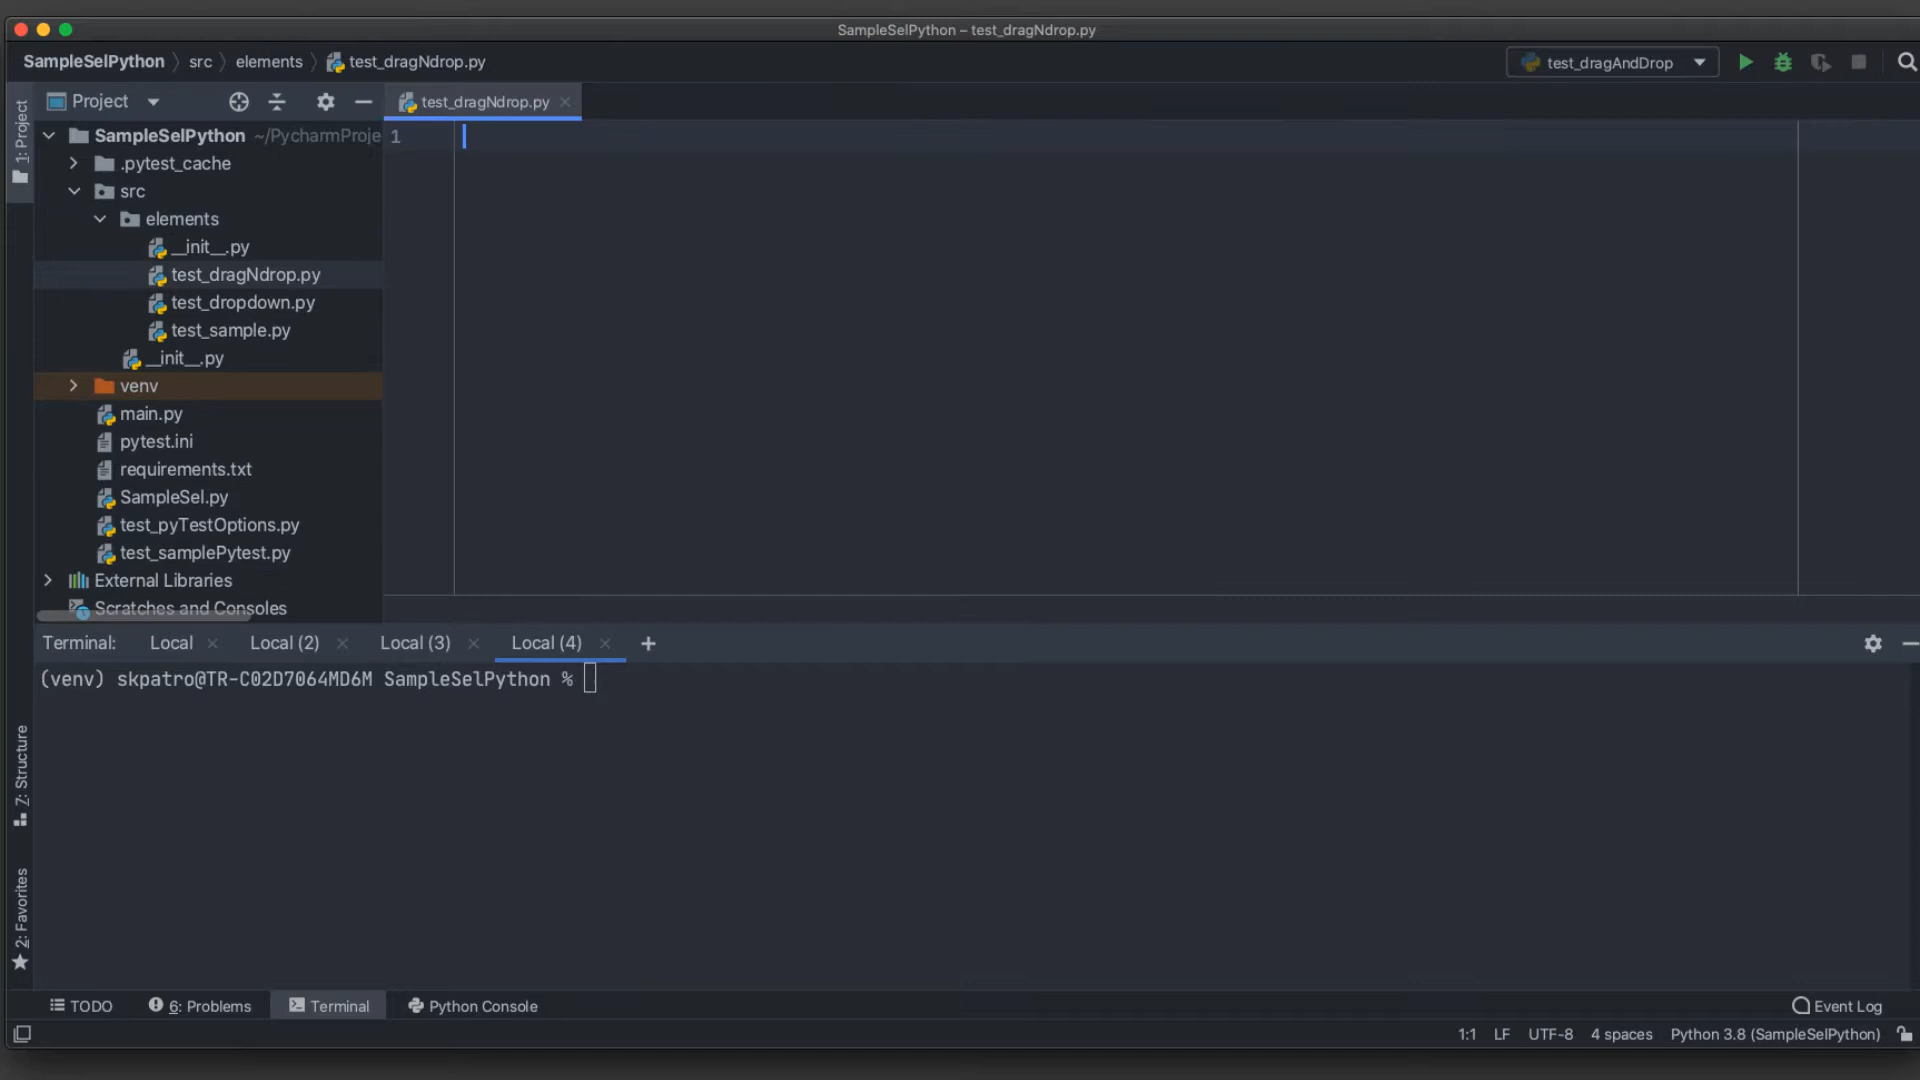 SampleSelPython – test_dragNdrop.py
SampleSelPython src elements test_dragNdrop.py
test_dragAndDrop
1: Project
Project
test_dragNdrop.py
SampleSelPython ~/PycharmProje
1
.pytest_cache
src
elements
__init__.py
test_dragNdrop.py
test_dropdown.py
test_sample.py
__init__.py
venv
main.py
pytest.ini
requirements.txt
SampleSel.py
test_pyTestOptions.py
test_samplePytest.py
External Libraries
Scratches and Consoles
Terminal: Local Local (2) Local (3) Local (4) +
(venv) skpatro@TR-C02D7064MD6M SampleSelPython %
7: Structure
2: Favorites
TODO 6: Problems Terminal Python Console Event Log
1:1 LF UTF-8 4 spaces Python 3.8 (SampleSelPython)